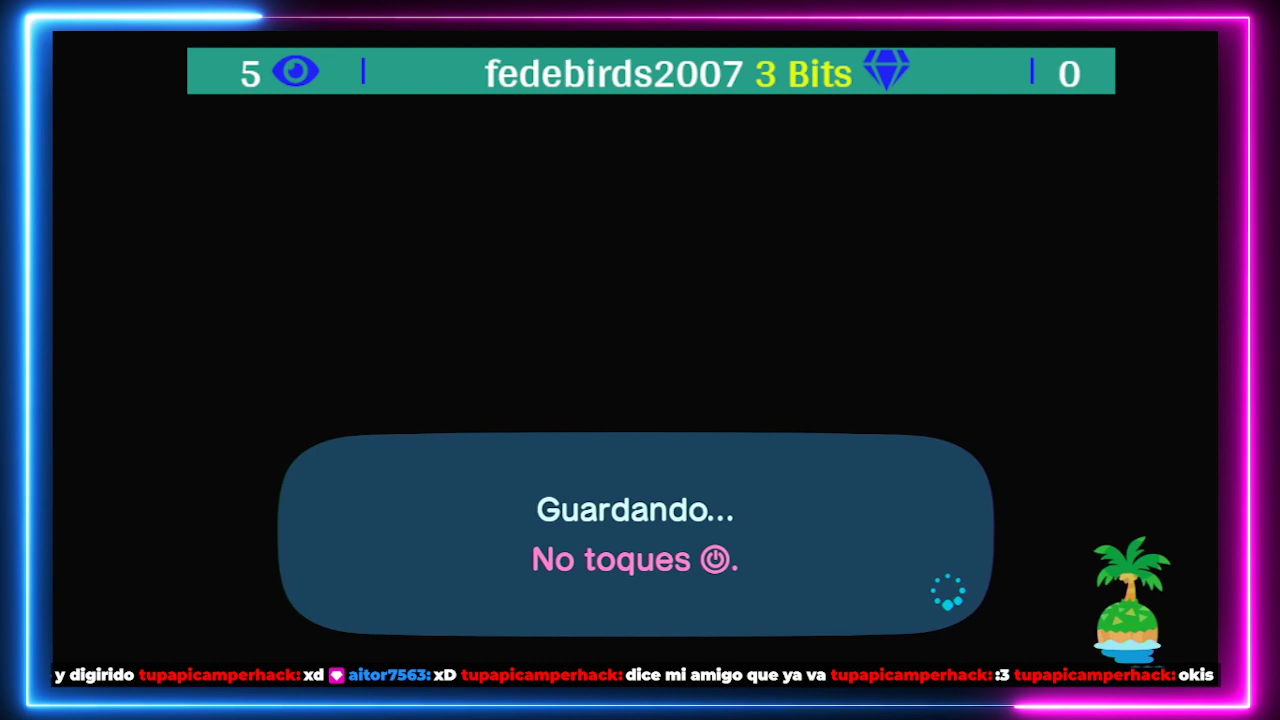 5 | fedebirds2007 3 Bits | 0
Guardando...
No toques .
y digirido tupapicamperhack: xd aitor7563: xD tupapicamperhack: dice mi amigo que ya va tupapicamperhack: :3 tupapicamperhack: okis